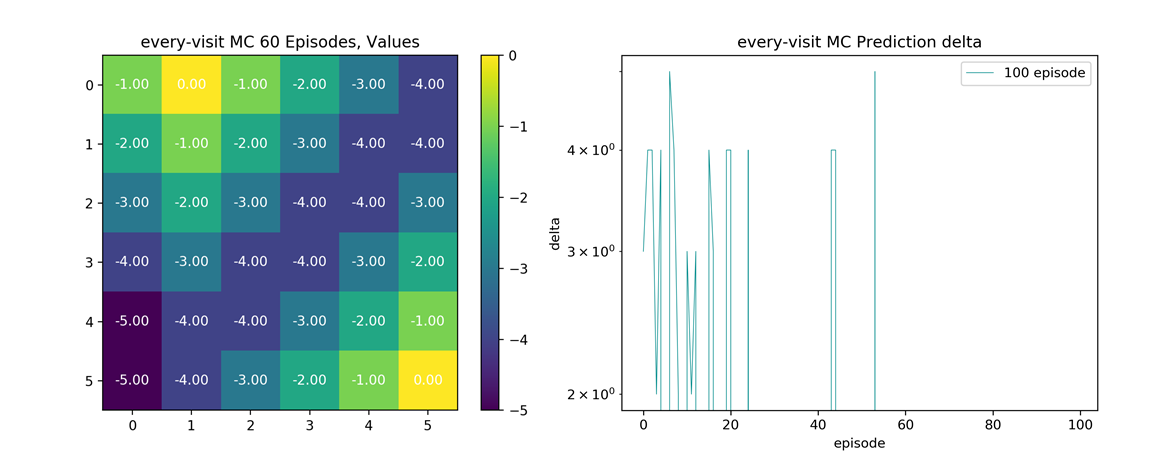 every-visit MC 60 Episodes, Values
0 -1.00 0.00 -1.00 -2.00 -3.00 -4.00
1 -2.00 -1.00 -2.00 -3.00 -4.00 -4.00
2 -3.00 -2.00 -3.00 -4.00 -4.00 -3.00
3 -4.00 -3.00 -4.00 -4.00 -3.00 -2.00
4 -5.00 -4.00 -4.00 -3.00 -2.00 -1.00
5 -5.00 -4.00 -3.00 -2.00 -1.00 0.00
0 1 2 3 4 5
0
−1
−2
−3
−4
−5
every-visit MC Prediction delta
100 episode
4 × 10⁰
3 × 10⁰
2 × 10⁰
delta
0 20 40 60 80 100
episode